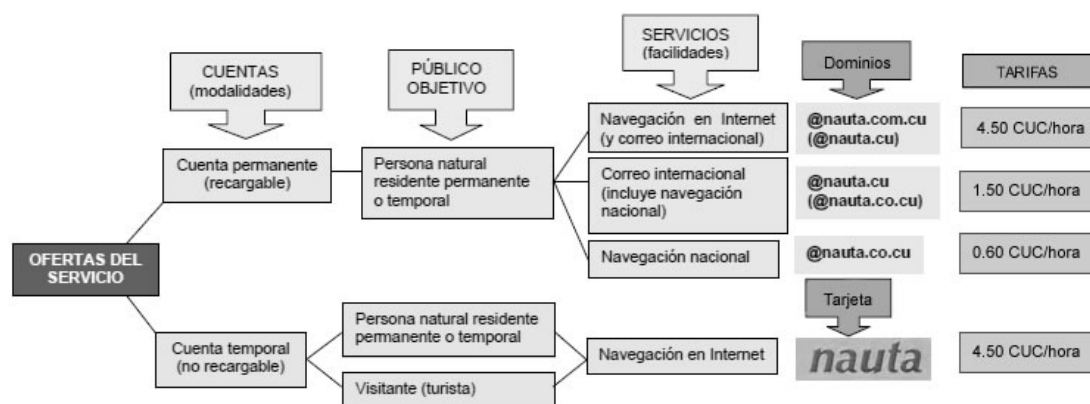 SERVICIOS
(facilidades)
CUENTAS
(modalidades)
PÚBLICO
OBJETIVO
Dominios
TARIFAS
Navegación en Internet
(y correo internacional)
@nauta.com.cu
(@nauta.cu)
4.50 CUC/hora
Cuenta permanente
(recargable)
Persona natural
residente permanente
o temporal
Correo internacional
(incluye navegación
nacional)
@nauta.cu
(@nauta.co.cu)
1.50 CUC/hora
Navegación nacional
@nauta.co.cu
0.60 CUC/hora
OFERTAS DEL
SERVICIO
Tarjeta
Cuenta temporal
(no recargable)
Persona natural residente
permanente o temporal
Visitante (turista)
Navegación en Internet
nauta
4.50 CUC/hora